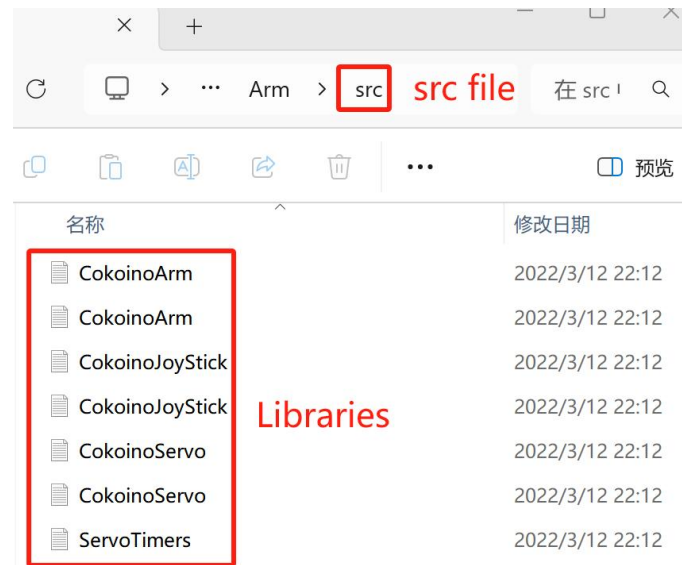 Arm src src file 在 src
预览
名称 修改日期
CokoinoArm 2022/3/12 22:12
CokoinoArm 2022/3/12 22:12
CokoinoJoyStick 2022/3/12 22:12
CokoinoJoyStick 2022/3/12 22:12
Libraries
CokoinoServo 2022/3/12 22:12
CokoinoServo 2022/3/12 22:12
ServoTimers 2022/3/12 22:12